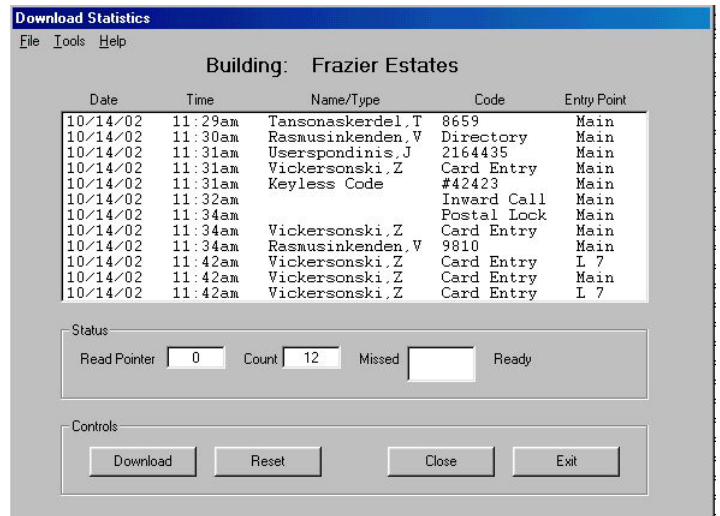 Download Statistics
File Tools Help
Building: Frazier Estates
Date Time Name/Type Code Entry Point
10/14/02 11:29am Tansonaskerdel,T 8659 Main
10/14/02 11:30am Rasmusinkenden,V Directory Main
10/14/02 11:31am Userspondinis,J 2164435 Main
10/14/02 11:31am Vickersonski,Z Card Entry Main
10/14/02 11:31am Keyless Code #42423 Main
10/14/02 11:32am Inward Call Main
10/14/02 11:34am Postal Lock Main
10/14/02 11:34am Vickersonski,Z Card Entry Main
10/14/02 11:34am Rasmusinkenden,V 9810 Main
10/14/02 11:42am Vickersonski,Z Card Entry L 7
10/14/02 11:42am Vickersonski,Z Card Entry Main
10/14/02 11:42am Vickersonski,Z Card Entry L 7
Status
Read Pointer 0 Count 12 Missed Ready
Controls
Download Reset Close Exit